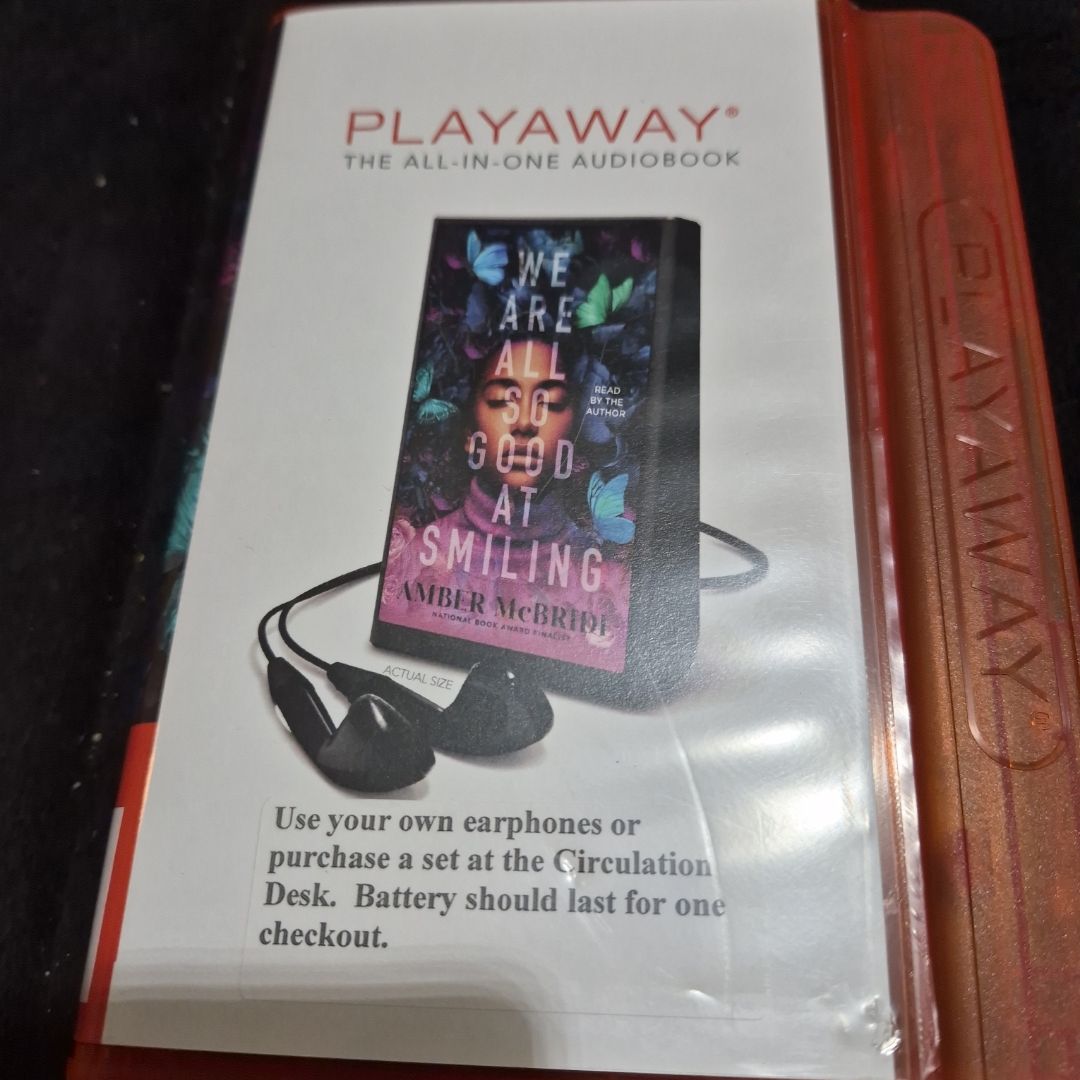 PLAYAWAY®
THE ALL-IN-ONE AUDIOBOOK
WE
ARE
ALL
SO
GOOD
AT
SMILING
READ
BY THE
AUTHOR
AMBER McBRIDE
NATIONAL BOOK AWARD FINALIST
ACTUAL SIZE
Use your own earphones or
purchase a set at the Circulation
Desk.  Battery should last for one
checkout.
PLAYAWAY®